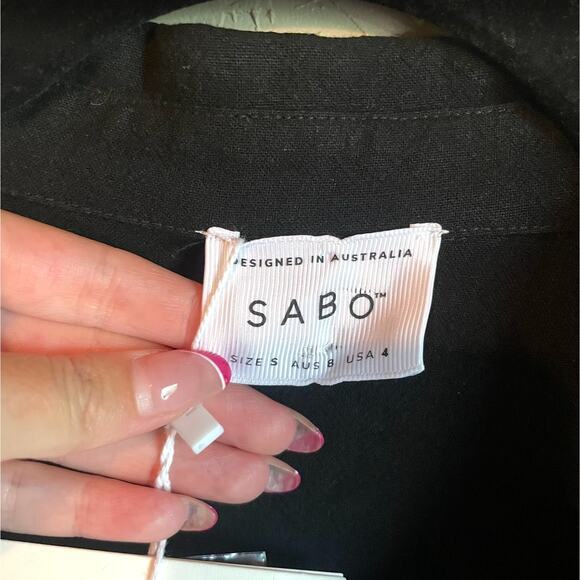 DESIGNED IN AUSTRALIA
SABO™
SIZE S AUS 8 USA 4